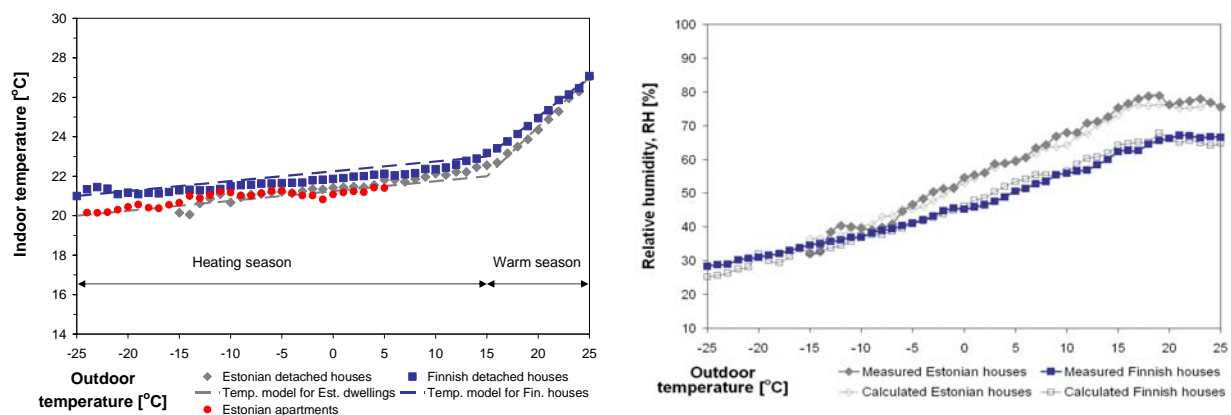 30
28
26
24
22
20
18
16
14
Indoor temperature [°C]
Heating season
Warm season
-25 -20 -15 -10 -5 0 5 10 15 20 25
Outdoor
temperature [°C]
Estonian detached houses
Finnish detached houses
Temp. model for Est. dwellings
Temp. model for Fin. houses
Estonian apartments
100
90
80
70
60
50
40
30
20
10
Relative humidity, RH [%]
-25 -20 -15 -10 -5 0 5 10 15 20 25
Outdoor
temperature [°C]
Measured Estonian houses
Measured Finnish houses
Calculated Estonian houses
Calculated Finnish houses